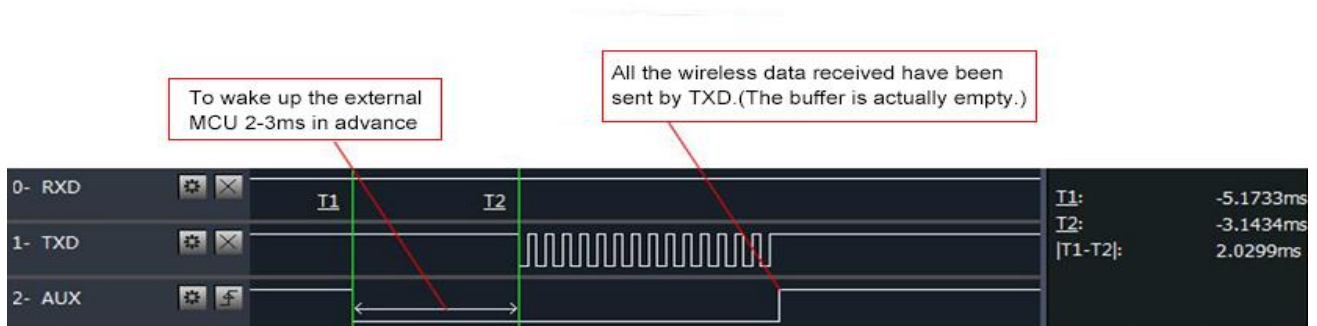 All the wireless data received have been
sent by TXD.(The buffer is actually empty.)
To wake up the external
MCU 2-3ms in advance
0- RXD
T1
T2
T1: -5.1733ms
T2: -3.1434ms
|T1-T2|: 2.0299ms
1- TXD
2- AUX